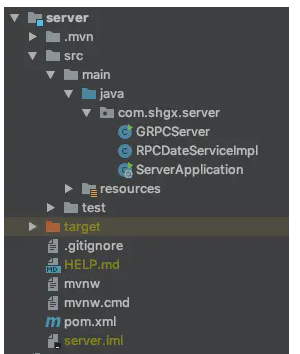 server
.mvn
src
main
java
com.shgx.server
GRPCServer
RPCDateServiceImpl
ServerApplication
resources
test
target
.gitignore
MD HELP.md
mvnw
mvnw.cmd
m pom.xml
server.iml